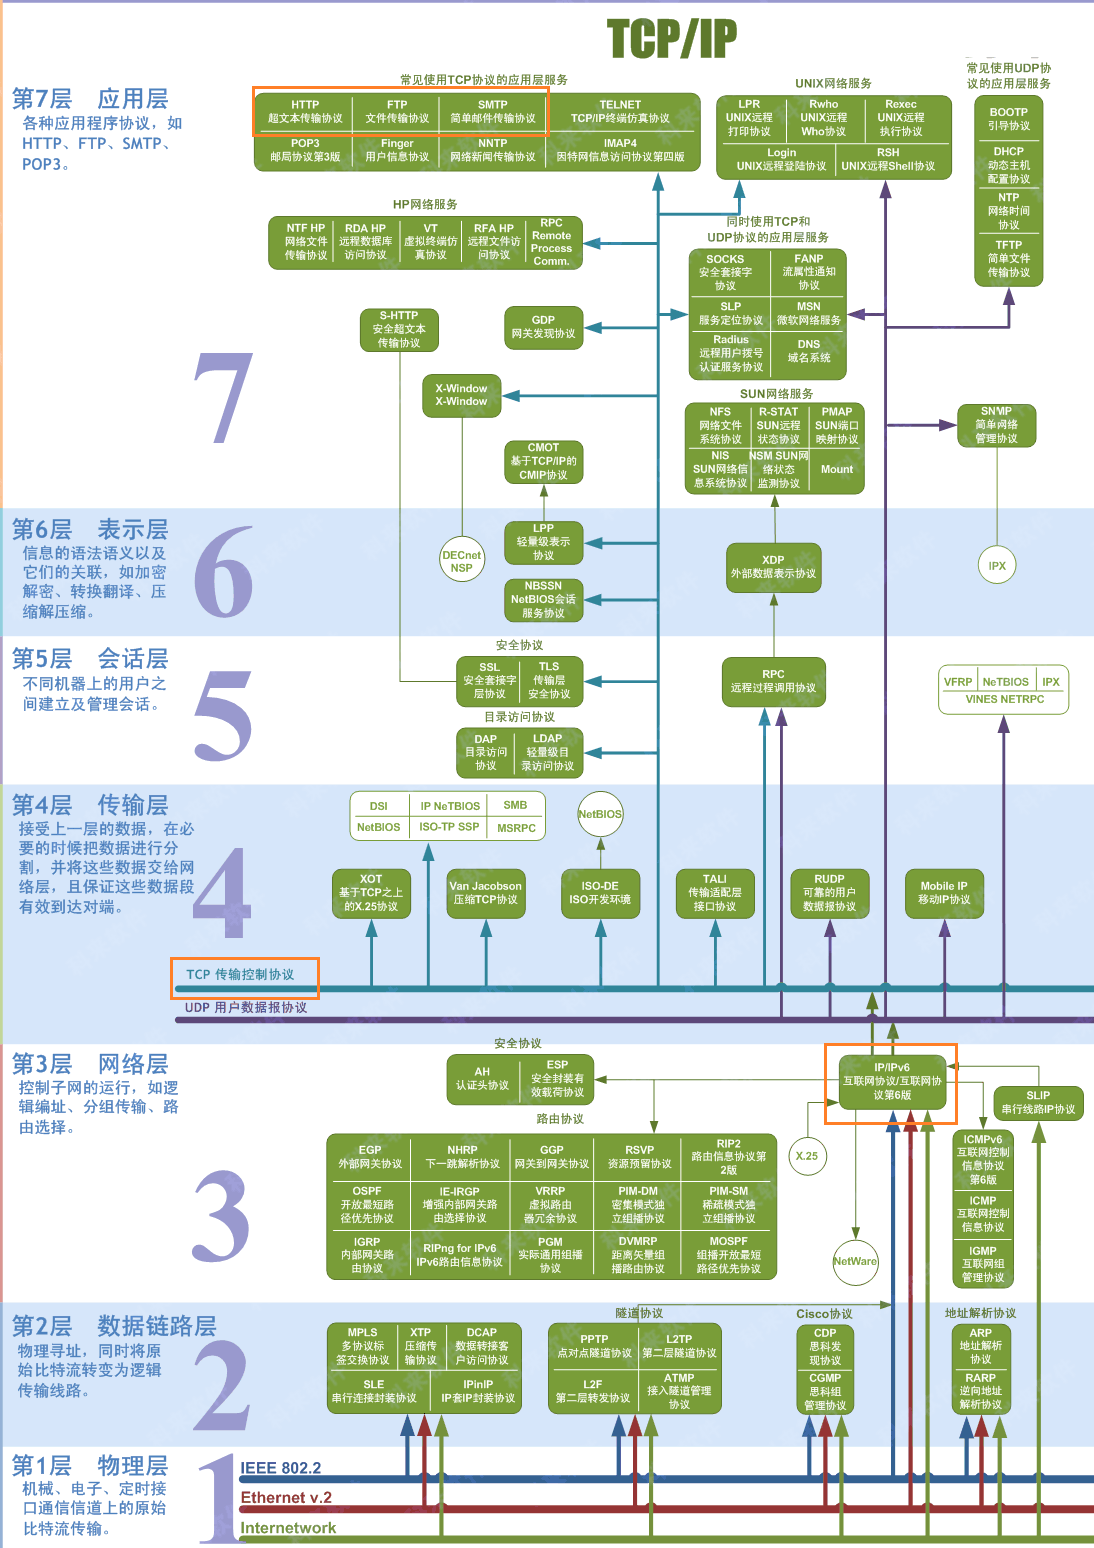 TCP/IP
第7层 应用层
各种应用程序协议，如
HTTP、FTP、SMTP、
POP3。
常见使用TCP协议的应用层服务
HTTP
超文本传输协议
FTP
文件传输协议
SMTP
简单邮件传输协议
TELNET
TCP/IP终端仿真协议
POP3
邮局协议第3版
Finger
用户信息协议
NNTP
网络新闻传输协议
IMAP4
因特网信息访问协议第四版
UNIX网络服务
LPR
UNIX远程
打印协议
Rwho
UNIX远程
Who协议
Rexec
UNIX远程
执行协议
Login
UNIX远程登陆协议
RSH
UNIX远程Shell协议
常见使用UDP协
议的应用层服务
BOOTP
引导协议
DHCP
动态主机
配置协议
NTP
网络时间
协议
TFTP
简单文件
传输协议
HP网络服务
NTF HP
网络文件
传输协议
RDA HP
远程数据库
访问协议
VT
虚拟终端仿
真协议
RFA HP
远程文件访
问协议
RPC
Remote
Process
Comm.
同时使用TCP和
UDP协议的应用层服务
SOCKS
安全套接字
协议
FANP
流属性通知
协议
SLP
服务定位协议
MSN
微软网络服务
Radius
远程用户拨号
认证服务协议
DNS
域名系统
S-HTTP
安全超文本
传输协议
GDP
网关发现协议
7
X-Window
X-Window
SUN网络服务
NFS
网络文件
系统协议
R-STAT
SUN远程
状态协议
PMAP
SUN端口
映射协议
NIS
SUN网络信
息系统协议
NSM SUN网
络状态
监测协议
Mount
SNMP
简单网络
管理协议
CMOT
基于TCP/IP的
CMIP协议
第6层 表示层
信息的语法语义以及
它们的关联，如加密
解密、转换翻译、压
缩解压缩。
6
DECnet
NSP
LPP
轻量级表示
协议
NBSSN
NetBIOS会话
服务协议
XDP
外部数据表示协议
IPX
第5层 会话层
不同机器上的用户之
间建立及管理会话。
5
安全协议
SSL
安全套接字
层协议
TLS
传输层
安全协议
目录访问协议
DAP
目录访问
协议
LDAP
轻量级目
录访问协议
RPC
远程过程调用协议
VFRP
NeTBIOS
IPX
VINES NETRPC
第4层 传输层
接受上一层的数据，在必
要的时候把数据进行分
割，并将这些数据交给网
络层，且保证这些数据段
有效到达对端。
4
DSI
IP NeTBIOS
SMB
NetBIOS
ISO-TP SSP
MSRPC
NetBIOS
XOT
基于TCP之上
的X.25协议
Van Jacobson
压缩TCP协议
ISO-DE
ISO开发环境
TALI
传输适配层
接口协议
RUDP
可靠的用户
数据报协议
Mobile IP
移动IP协议
TCP 传输控制协议
UDP 用户数据报协议
第3层 网络层
控制子网的运行，如逻
辑编址、分组传输、路
由选择。
3
安全协议
AH
认证头协议
ESP
安全封装有
效载荷协议
IP/IPv6
互联网协议/互联网协
议第6版
SLIP
串行线路IP协议
路由协议
EGP
外部网关协议
NHRP
下一跳解析协议
GGP
网关到网关协议
RSVP
资源预留协议
RIP2
路由信息协议第
2版
OSPF
开放最短路
径优先协议
IE-IRGP
增强内部网关路
由选择协议
VRRP
虚拟路由
器冗余协议
PIM-DM
密集模式独
立组播协议
PIM-SM
稀疏模式独
立组播协议
IGRP
内部网关路
由协议
RIPng for IPv6
IPv6路由信息协议
PGM
实际通用组播
协议
DVMRP
距离矢量组
播路由协议
MOSPF
组播开放最短
路径优先协议
X.25
NetWare
ICMPv6
互联网控制
信息协议
第6版
ICMP
互联网控制
信息协议
IGMP
互联网组
管理协议
第2层 数据链路层
物理寻址，同时将原
始比特流转变为逻辑
传输线路。
2
MPLS
多协议标
签交换协议
XTP
压缩传
输协议
DCAP
数据转接客
户访问协议
SLE
串行连接封装协议
IPinIP
IP套IP封装协议
隧道协议
PPTP
点对点隧道协议
L2TP
第二层隧道协议
L2F
第二层转发协议
ATMP
接入隧道管理
协议
Cisco协议
CDP
思科发
现协议
CGMP
思科组
管理协议
地址解析协议
ARP
地址解析
协议
RARP
逆向地址
解析协议
第1层 物理层
机械、电子、定时接
口通信信道上的原始
比特流传输。
1
IEEE 802.2
Ethernet v.2
Internetwork